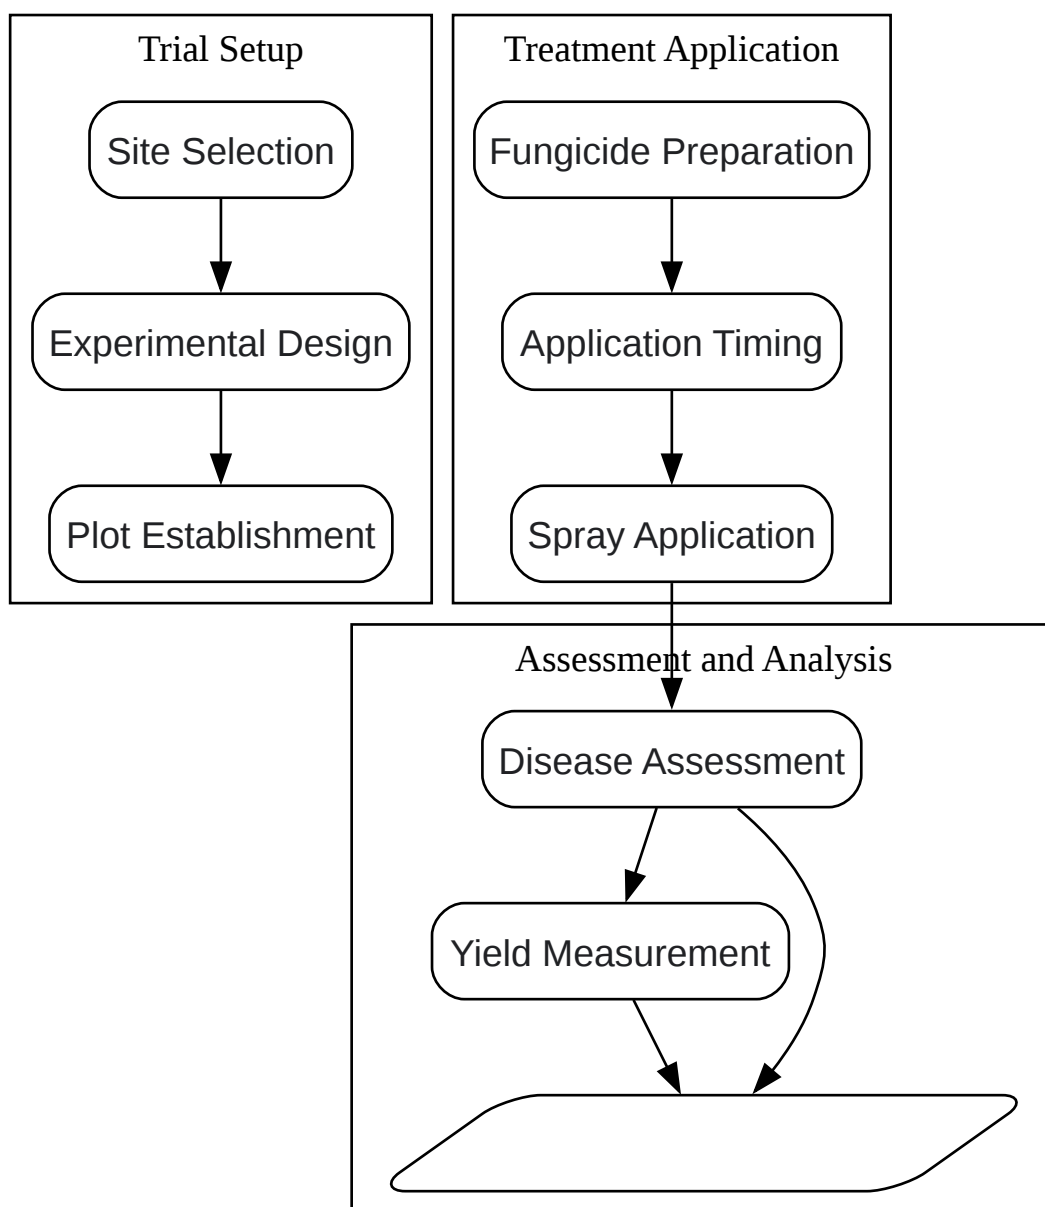 Trial Setup
Site Selection
Experimental Design
Plot Establishment
Treatment Application
Fungicide Preparation
Application Timing
Spray Application
Assessment and Analysis
Disease Assessment
Yield Measurement